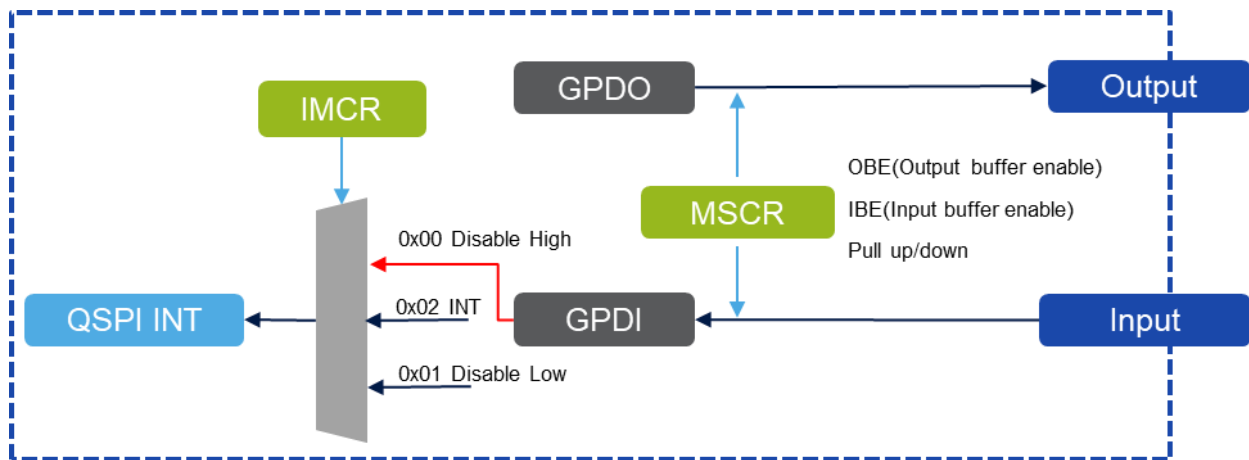 GPDO
Output
IMCR
OBE(Output buffer enable)
MSCR
IBE(Input buffer enable)
Pull up/down
0x00 Disable High
QSPI INT
0x02 INT
GPDI
Input
0x01 Disable Low